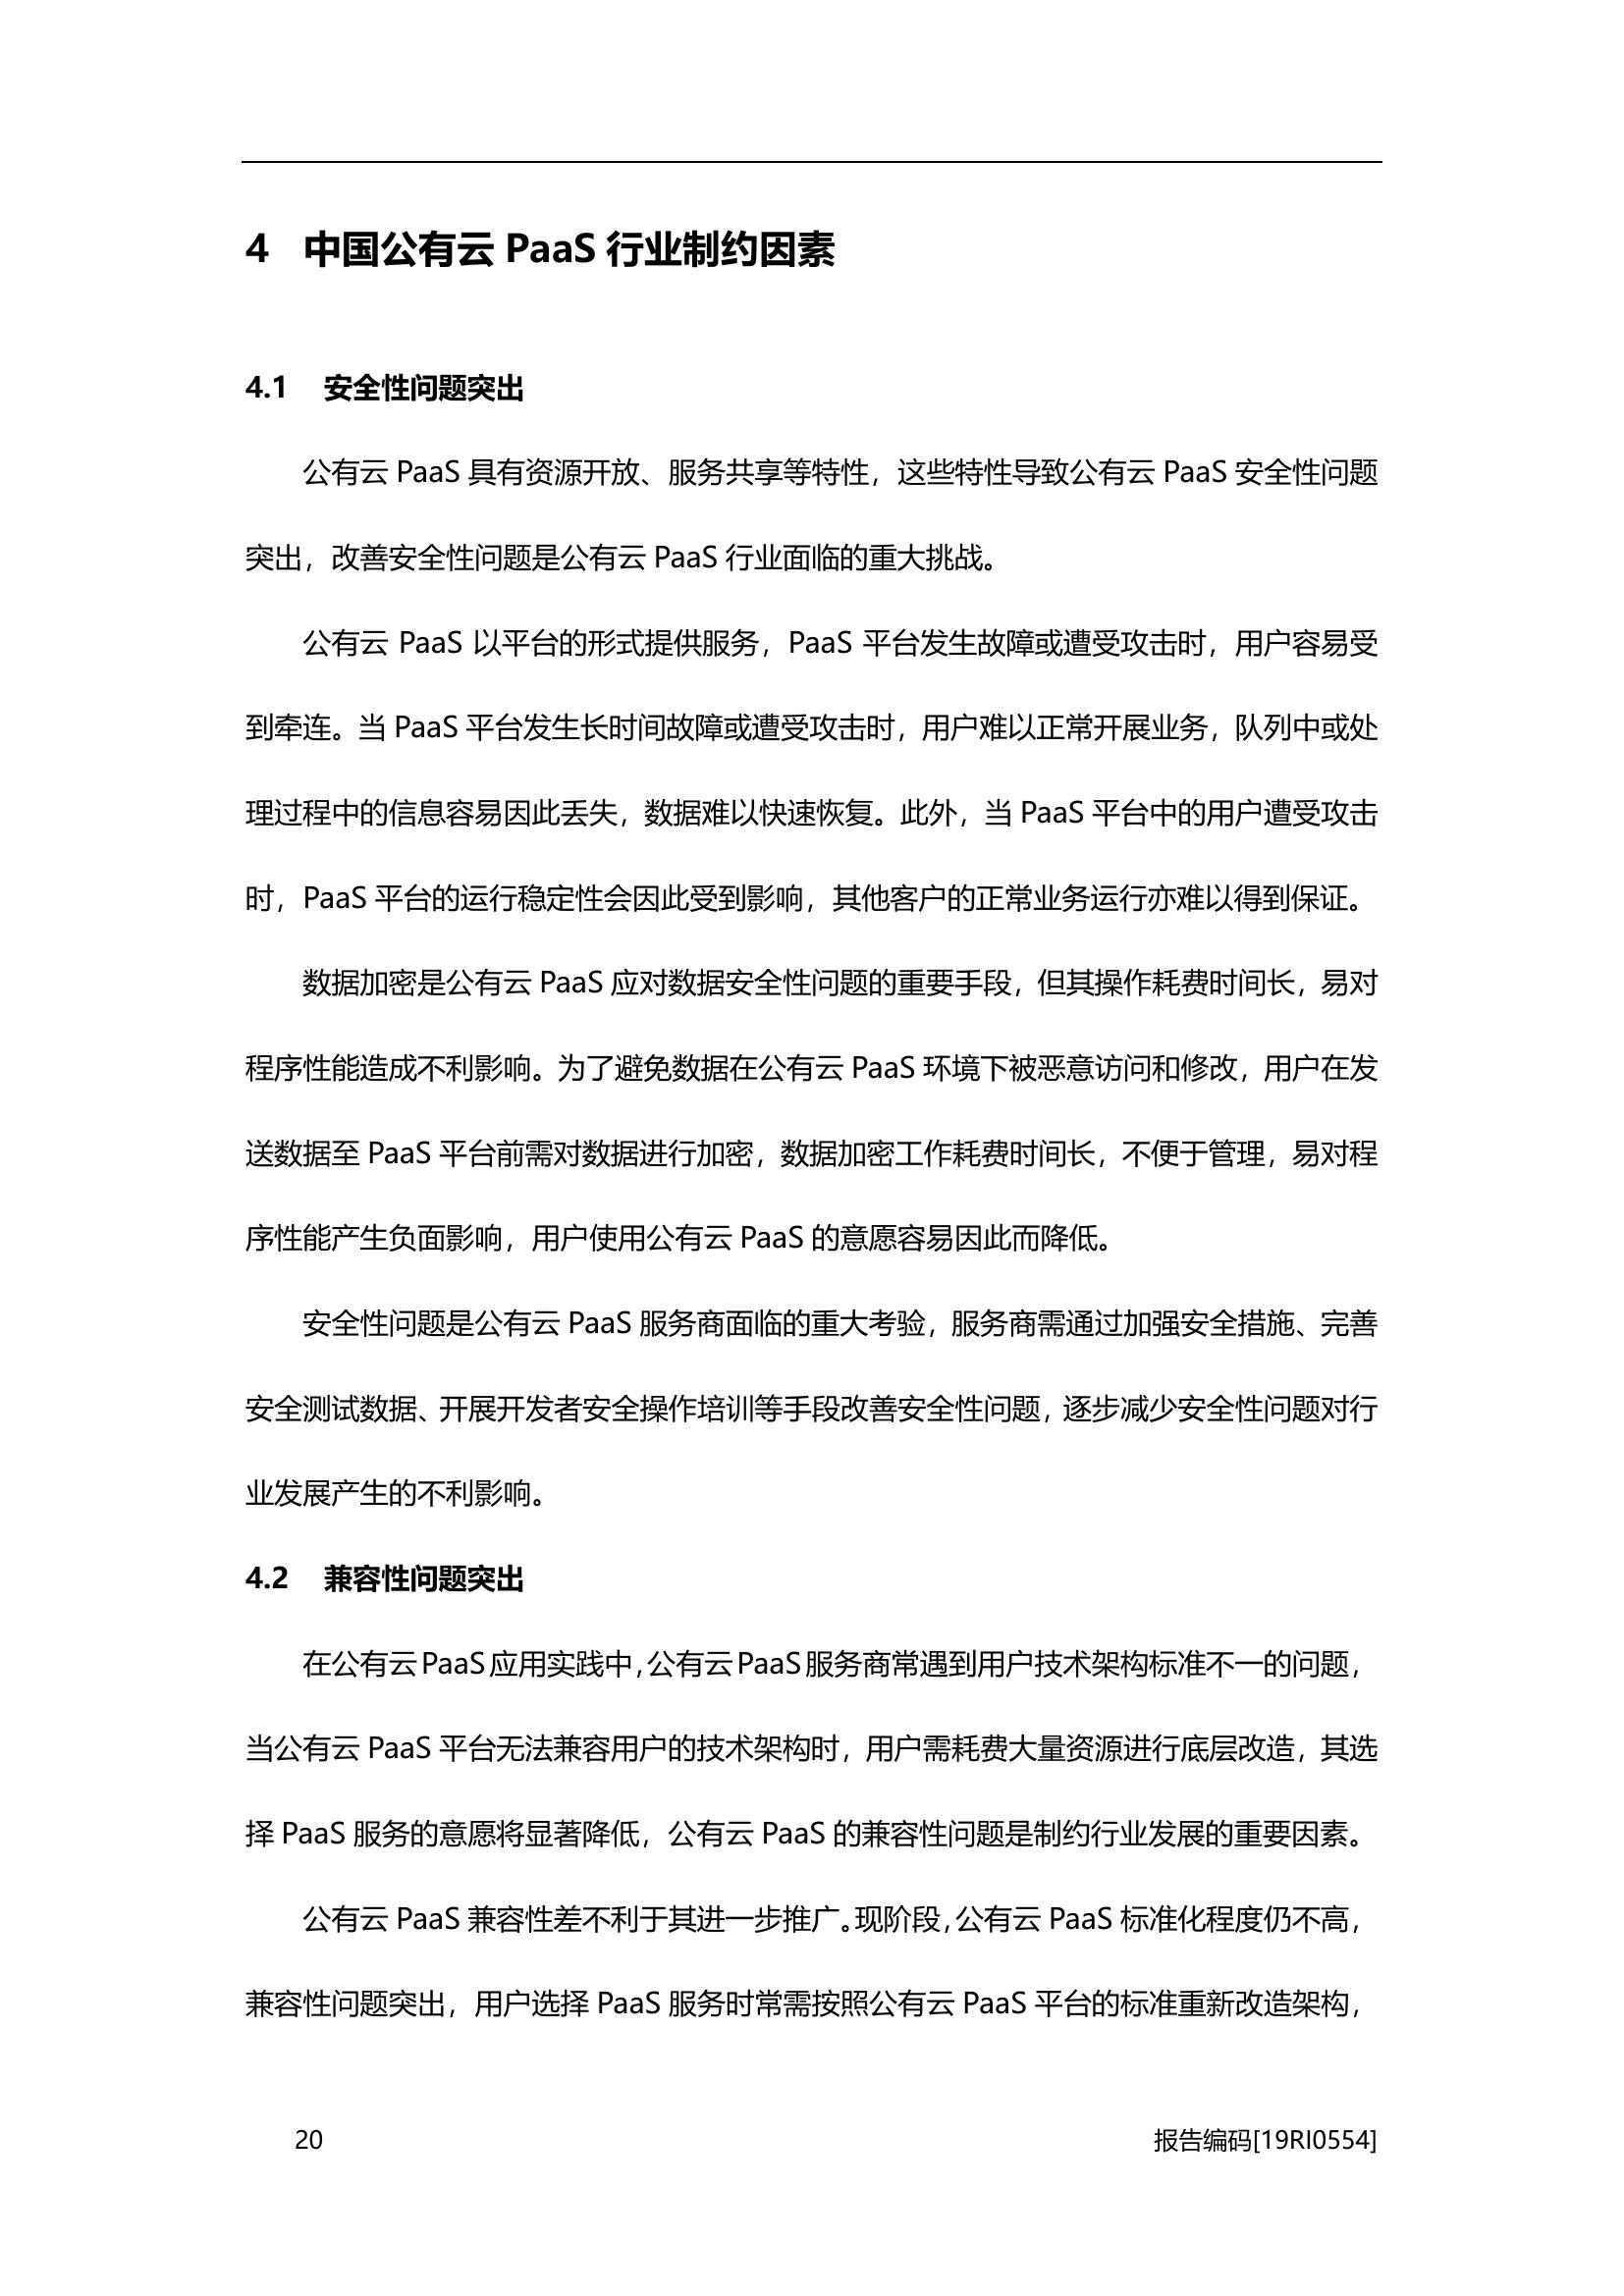 4 中国公有云 PaaS 行业制约因素
4.1 安全性问题突出
公有云 PaaS 具有资源开放、服务共享等特性，这些特性导致公有云 PaaS 安全性问题
突出，改善安全性问题是公有云 PaaS 行业面临的重大挑战。
公有云 PaaS 以平台的形式提供服务，PaaS 平台发生故障或遭受攻击时，用户容易受
到牵连。当 PaaS 平台发生长时间故障或遭受攻击时，用户难以正常开展业务，队列中或处
理过程中的信息容易因此丢失，数据难以快速恢复。此外，当 PaaS 平台中的用户遭受攻击
时，PaaS 平台的运行稳定性会因此受到影响，其他客户的正常业务运行亦难以得到保证。
数据加密是公有云 PaaS 应对数据安全性问题的重要手段，但其操作耗费时间长，易对
程序性能造成不利影响。为了避免数据在公有云 PaaS 环境下被恶意访问和修改，用户在发
送数据至 PaaS 平台前需对数据进行加密，数据加密工作耗费时间长，不便于管理，易对程
序性能产生负面影响，用户使用公有云 PaaS 的意愿容易因此而降低。
安全性问题是公有云 PaaS 服务商面临的重大考验，服务商需通过加强安全措施、完善
安全测试数据、开展开发者安全操作培训等手段改善安全性问题，逐步减少安全性问题对行
业发展产生的不利影响。
4.2 兼容性问题突出
在公有云 PaaS 应用实践中，公有云 PaaS 服务商常遇到用户技术架构标准不一的问题，
当公有云 PaaS 平台无法兼容用户的技术架构时，用户需耗费大量资源进行底层改造，其选
择 PaaS 服务的意愿将显著降低，公有云 PaaS 的兼容性问题是制约行业发展的重要因素。
公有云 PaaS 兼容性差不利于其进一步推广。现阶段，公有云 PaaS 标准化程度仍不高，
兼容性问题突出，用户选择 PaaS 服务时常需按照公有云 PaaS 平台的标准重新改造架构，
20 报告编码[19RI0554]